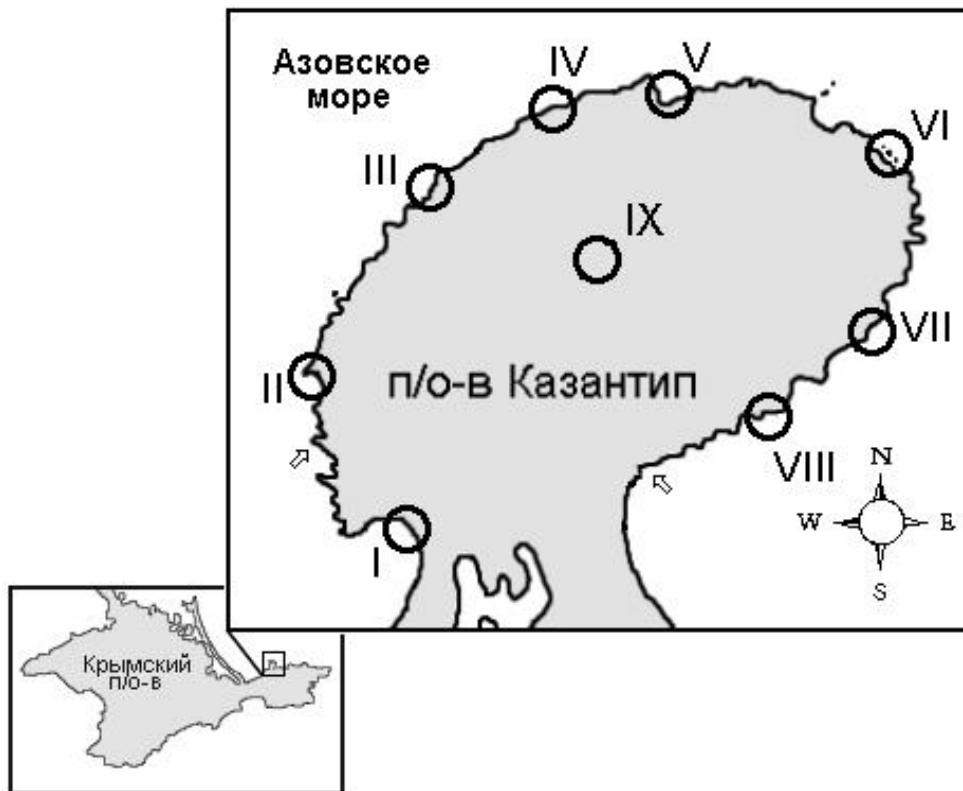 Азовское
море
IV
V
VI
III
IX
VII
II
п/о-в Казантип
VIII
N
W
E
S
I
Крымский
п/о-в